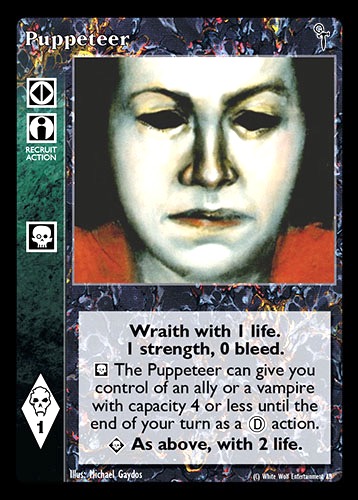 Puppeteer
RECRUIT
ACTION
Wraith with 1 life.
1 strength, 0 bleed.
The Puppeteer can give you
control of an ally or a vampire
with capacity 4 or less until the
end of your turn as a Ⓓ action.
As above, with 2 life.
1
Illus: Michael Gaydos
(C) White Wolf Entertainment AB